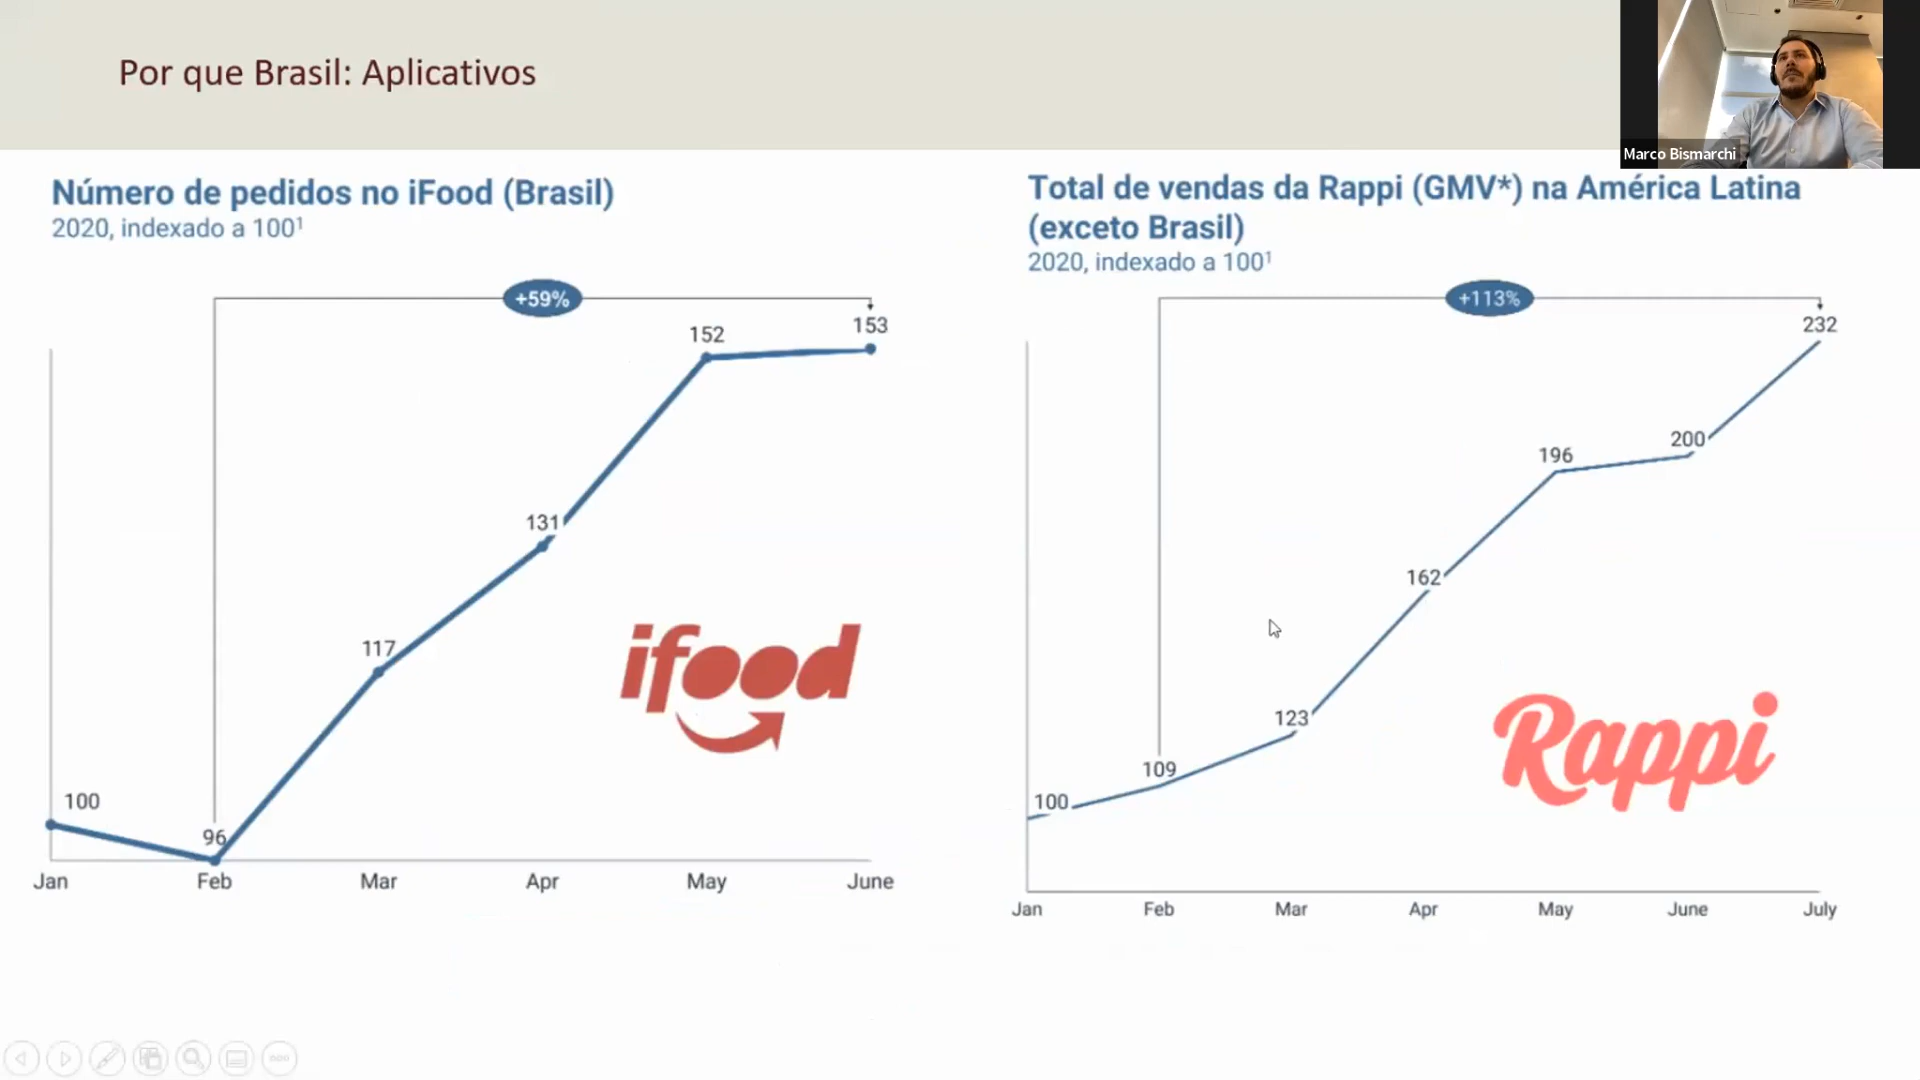 Por que Brasil: Aplicativos
Marco Bismarchi
Número de pedidos no iFood (Brasil)
2020, indexado a 100¹
+59%
153
152
131
117
100
96
Jan Feb Mar Apr May June
ifood
Total de vendas da Rappi (GMV*) na América Latina
(exceto Brasil)
2020, indexado a 100¹
+113%
232
200
196
162
123
109
100
Jan Feb Mar Apr May June July
Rappi